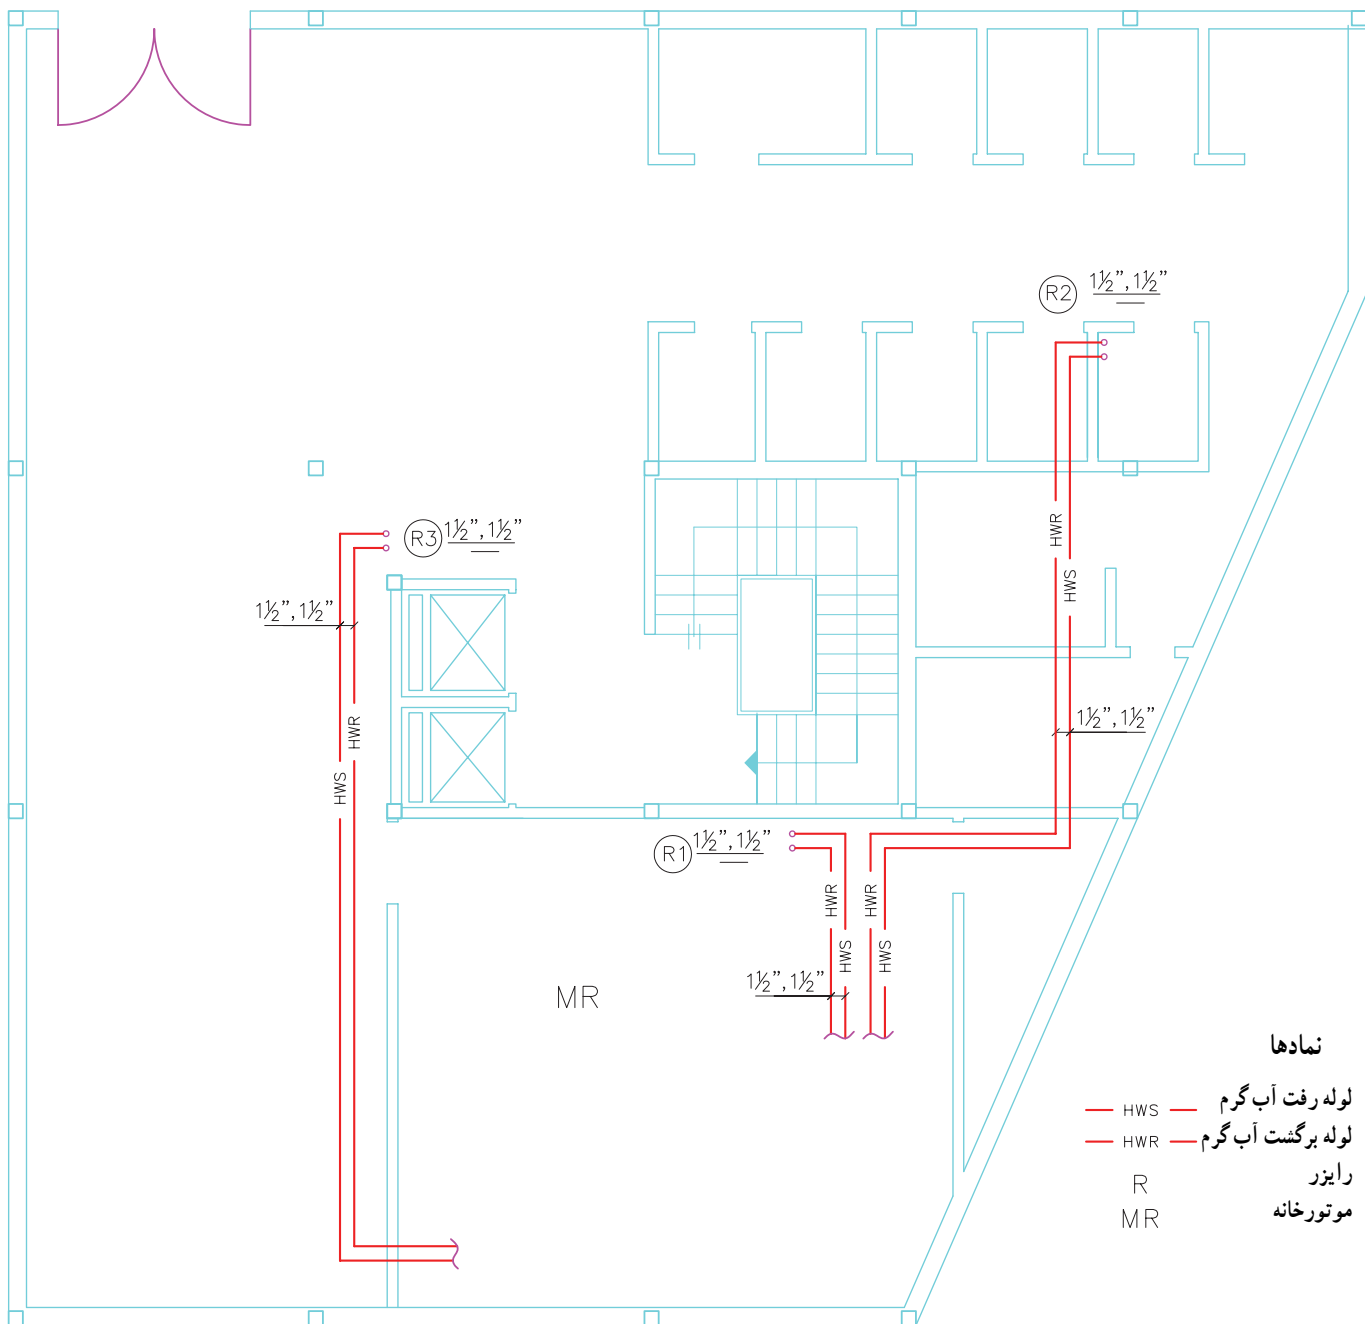 R2 1½”,1½”
HWR
R3 1½”,1½”
HWS
1½”,1½”
1½”,1½”
HWR
HWS
R1 1½”,1½”
HWR HWR
HWS HWS
1½”,1½”
MR
نمادها
لوله رفت آب گرم HWS
لوله برگشت آب گرم HWR
رایزر R
موتورخانه MR